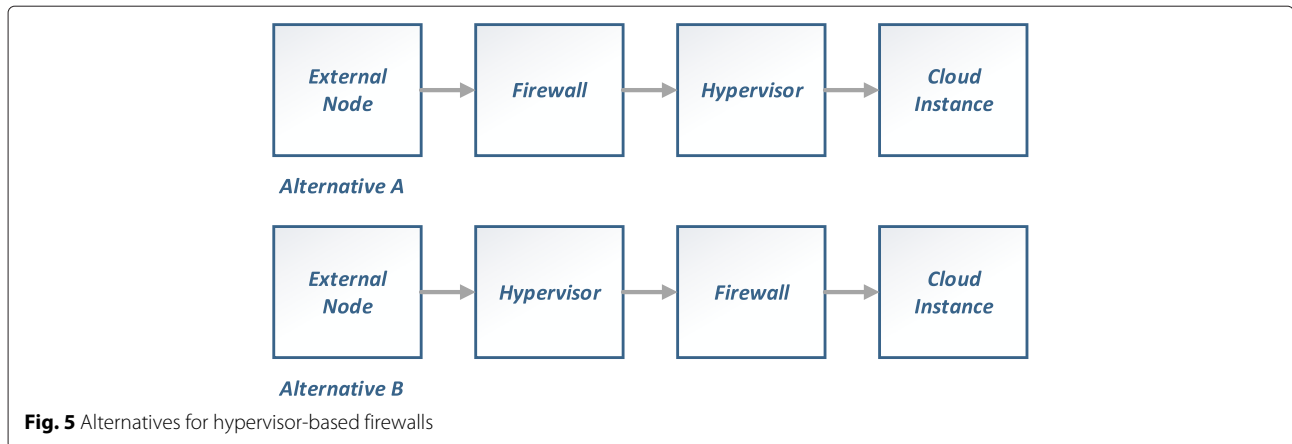 External
Node
Firewall
Hypervisor
Cloud
Instance
Alternative A
External
Node
Hypervisor
Firewall
Cloud
Instance
Alternative B
Fig. 5 Alternatives for hypervisor-based firewalls